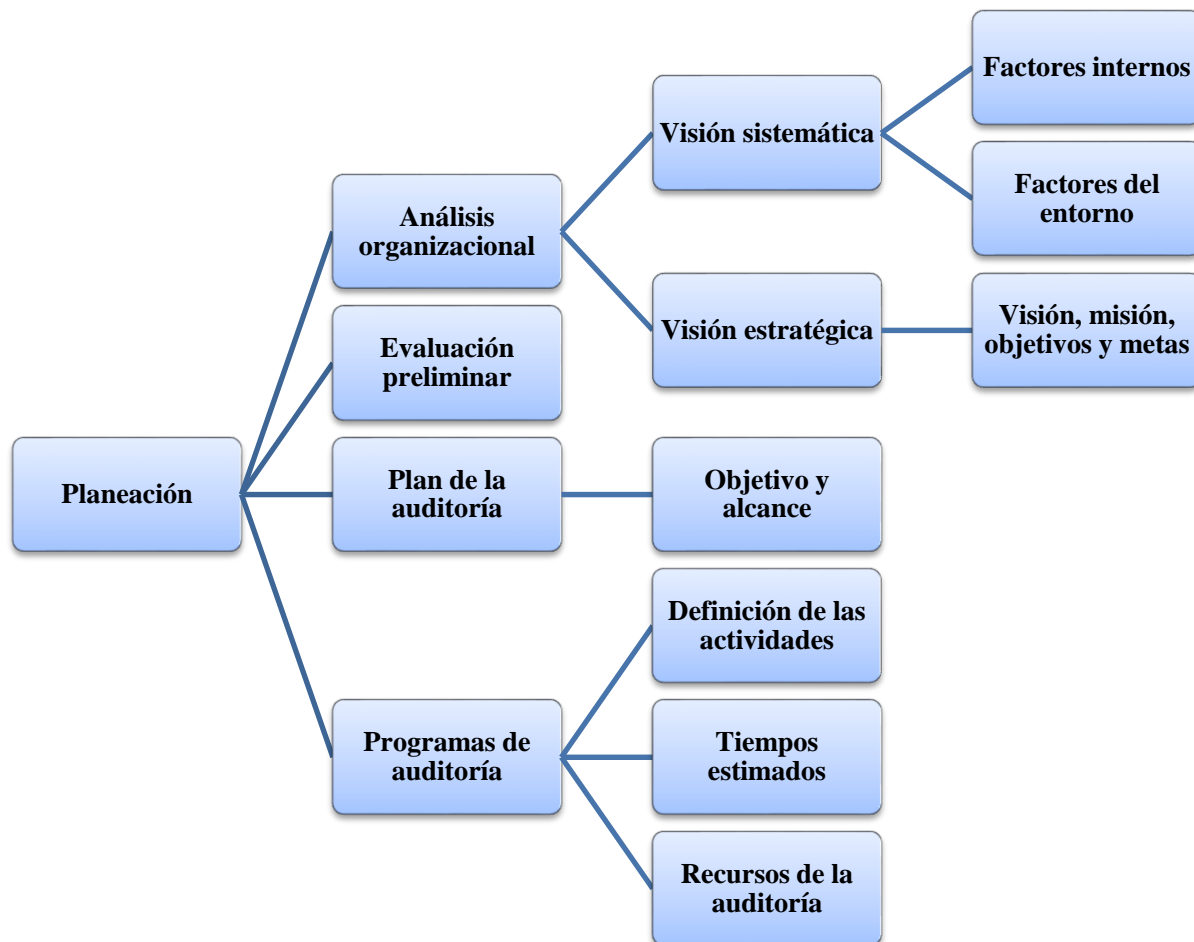 Planeación
Análisis
organizacional
Visión sistemática
Factores internos
Factores del
entorno
Visión estratégica
Visión, misión,
objetivos y metas
Evaluación
preliminar
Plan de la
auditoría
Objetivo y
alcance
Programas de
auditoría
Definición de las
actividades
Tiempos
estimados
Recursos de la
auditoría